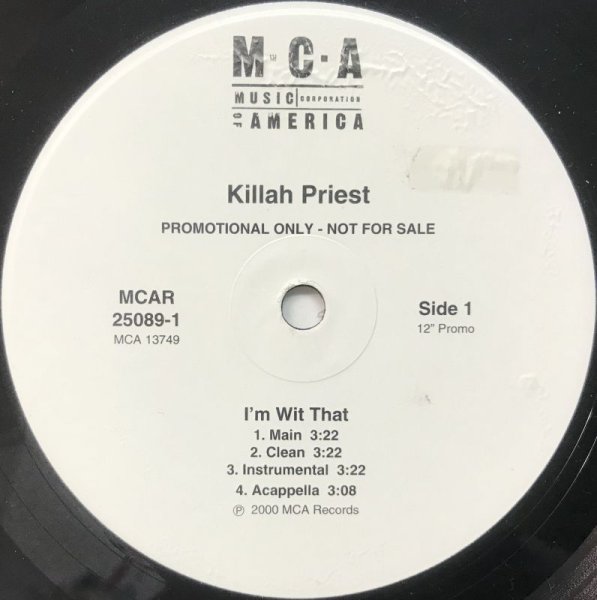 M·C·A
MUSIC CORPORATION
OF AMERICA
Killah Priest
PROMOTIONAL ONLY - NOT FOR SALE
MCAR
25089-1
MCA 13749
Side 1
12" Promo
I'm Wit That
1. Main 3:22
2. Clean 3:22
3. Instrumental 3:22
4. Acappella 3:08
℗ 2000 MCA Records